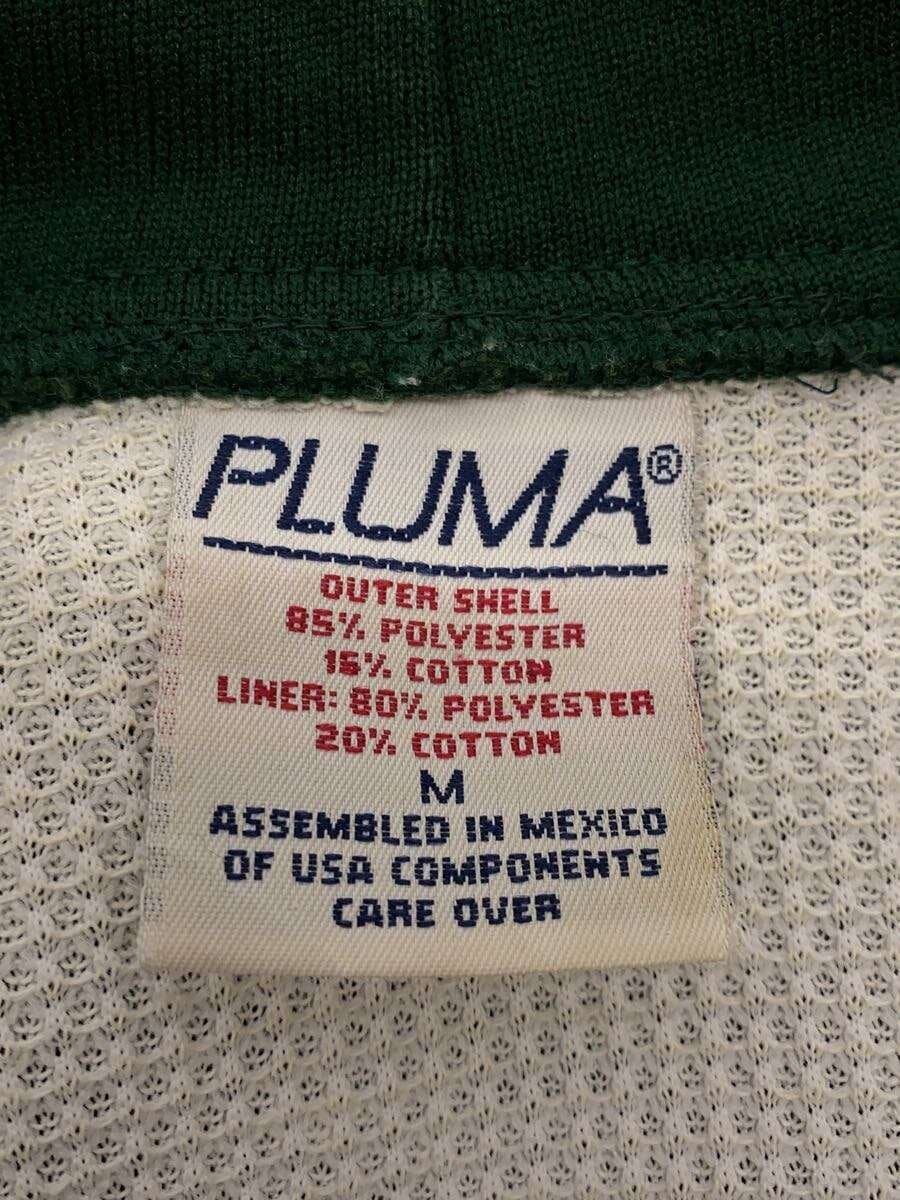 PLUMA®
OUTER SHELL
85% POLYESTER
15% COTTON
LINER: 80% POLYESTER
20% COTTON
M
ASSEMBLED IN MEXICO
OF USA COMPONENTS
CARE OVER